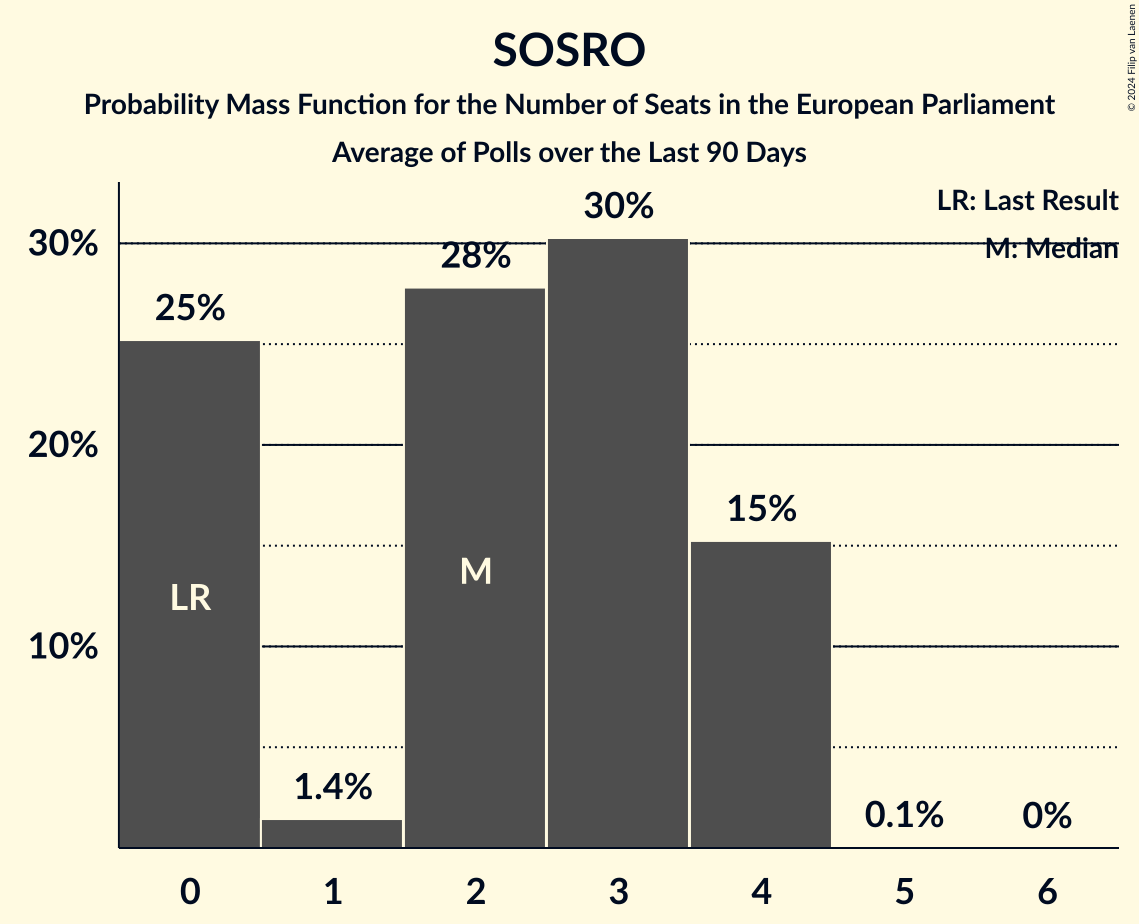 SOSRO
Probability Mass Function for the Number of Seats in the European Parliament
Average of Polls over the Last 90 Days
© 2024 Filip van Laenen
LR: Last Result
M: Median
30%
20%
10%
25%
1.4%
28%
30%
15%
0.1%
0%
LR
M
0 1 2 3 4 5 6